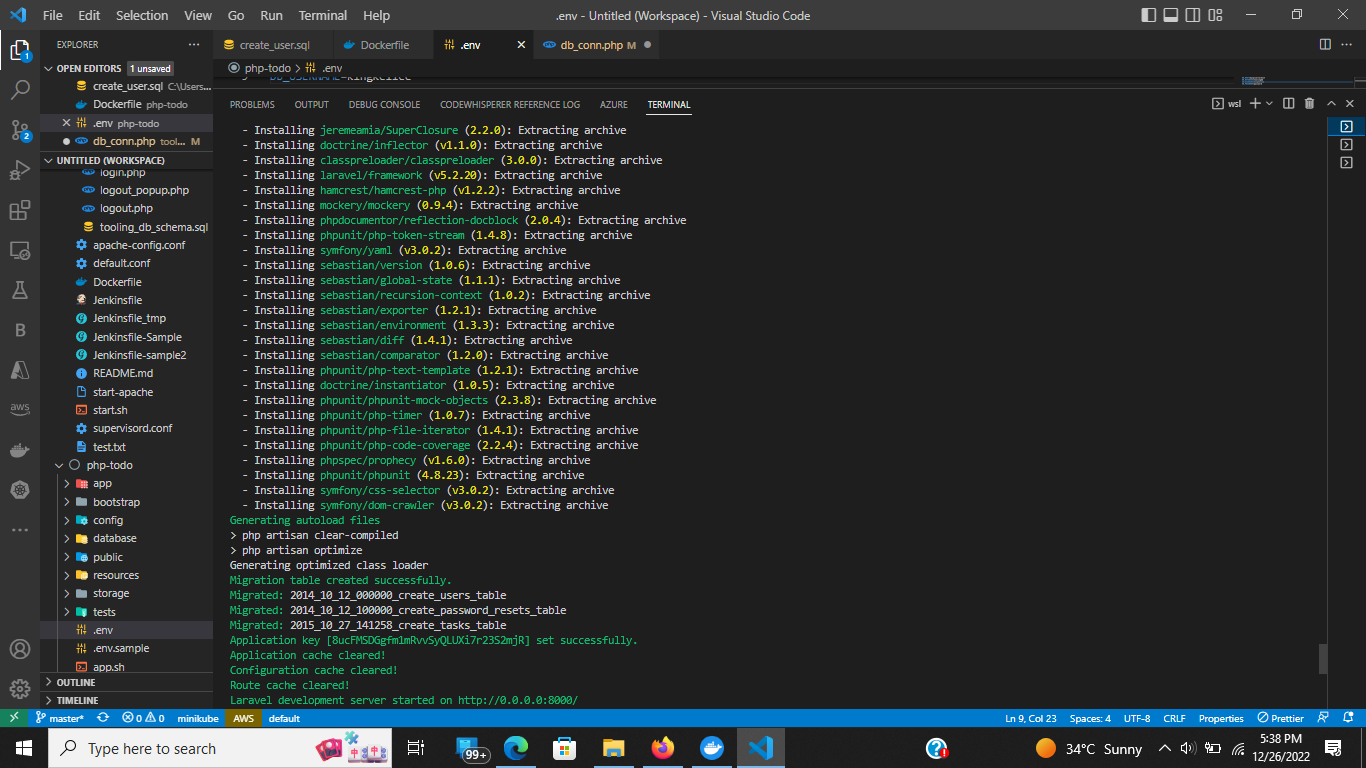 File Edit Selection View Go Run Terminal Help
.env - Untitled (Workspace) - Visual Studio Code
EXPLORER
create_user.sql
Dockerfile
.env
db_conn.php M
OPEN EDITORS 1 unsaved
php-todo > .env
create_user.sql C:\Users...
Dockerfile php-todo
.env php-todo
db_conn.php tool... M
PROBLEMS OUTPUT DEBUG CONSOLE CODEWHISPERER REFERENCE LOG AZURE TERMINAL
wsl
UNTITLED (WORKSPACE)
login.php
logout_popup.php
logout.php
tooling_db_schema.sql
apache-config.conf
default.conf
Dockerfile
Jenkinsfile
Jenkinsfile_tmp
Jenkinsfile-Sample
Jenkinsfile-sample2
README.md
start-apache
start.sh
supervisord.conf
test.txt
php-todo
app
bootstrap
config
database
public
resources
storage
tests
.env
.env.sample
app.sh
OUTLINE
TIMELINE
- Installing jeremeamia/SuperClosure (2.2.0): Extracting archive
- Installing doctrine/inflector (v1.1.0): Extracting archive
- Installing classpreloader/classpreloader (3.0.0): Extracting archive
- Installing laravel/framework (v5.2.20): Extracting archive
- Installing hamcrest/hamcrest-php (v1.2.2): Extracting archive
- Installing mockery/mockery (0.9.4): Extracting archive
- Installing phpdocumentor/reflection-docblock (2.0.4): Extracting archive
- Installing phpunit/php-token-stream (1.4.8): Extracting archive
- Installing symfony/yaml (v3.0.2): Extracting archive
- Installing sebastian/version (1.0.6): Extracting archive
- Installing sebastian/global-state (1.1.1): Extracting archive
- Installing sebastian/recursion-context (1.0.2): Extracting archive
- Installing sebastian/exporter (1.2.1): Extracting archive
- Installing sebastian/environment (1.3.3): Extracting archive
- Installing sebastian/diff (1.4.1): Extracting archive
- Installing sebastian/comparator (1.2.0): Extracting archive
- Installing phpunit/php-text-template (1.2.1): Extracting archive
- Installing doctrine/instantiator (1.0.5): Extracting archive
- Installing phpunit/phpunit-mock-objects (2.3.8): Extracting archive
- Installing phpunit/php-timer (1.0.7): Extracting archive
- Installing phpunit/php-file-iterator (1.4.1): Extracting archive
- Installing phpunit/php-code-coverage (2.2.4): Extracting archive
- Installing phpspec/prophecy (v1.6.0): Extracting archive
- Installing phpunit/phpunit (4.8.23): Extracting archive
- Installing symfony/css-selector (v3.0.2): Extracting archive
- Installing symfony/dom-crawler (v3.0.2): Extracting archive
Generating autoload files
> php artisan clear-compiled
> php artisan optimize
Generating optimized class loader
Migration table created successfully.
Migrated: 2014_10_12_000000_create_users_table
Migrated: 2014_10_12_100000_create_password_resets_table
Migrated: 2015_10_27_141258_create_tasks_table
Application key [8ucFMSDGgfm1mRvvSyQLUXi7r23S2mjR] set successfully.
Application cache cleared!
Configuration cache cleared!
Route cache cleared!
Laravel development server started on http://0.0.0.0:8000/
master* 0 0 minikube AWS default
Ln 9, Col 23 Spaces: 4 UTF-8 CRLF Properties Prettier
Type here to search
99+
34°C Sunny
5:38 PM
12/26/2022